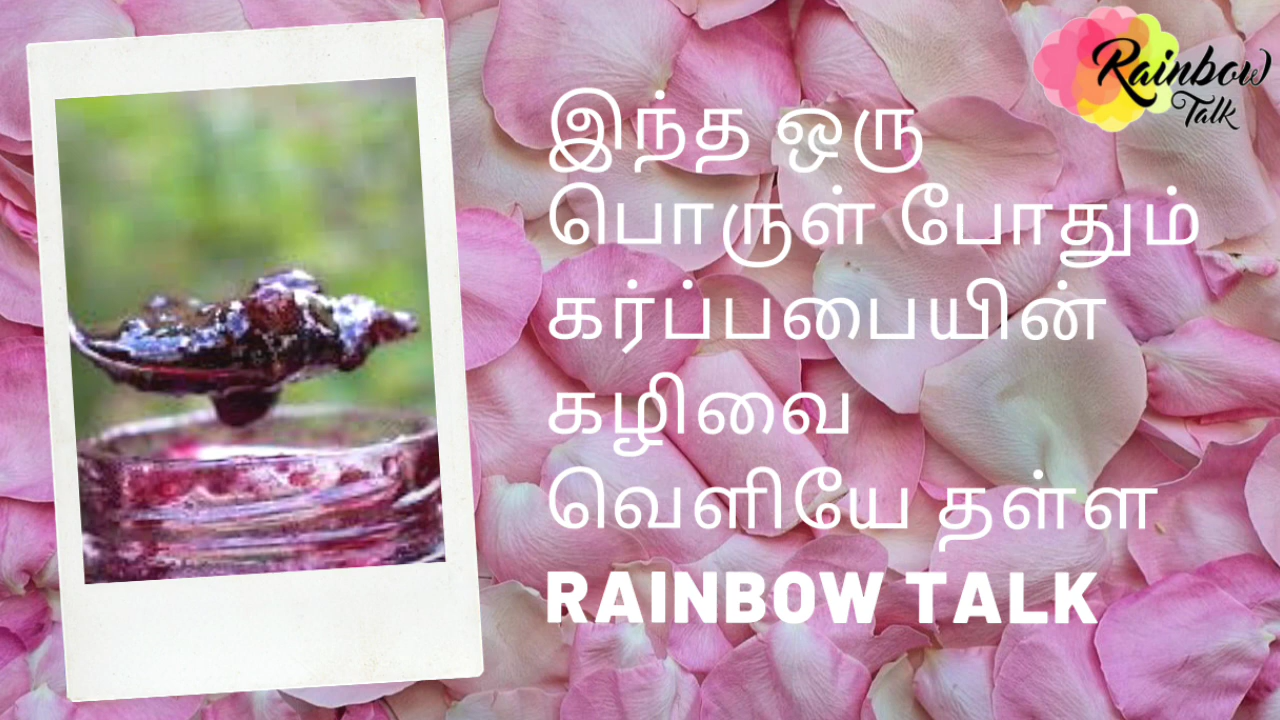 Rainbow
Talk
இந்த ஒரு
பொருள் போதும்
கர்ப்பபையின்
கழிவை
வெளியே தள்ள
RAINBOW TALK